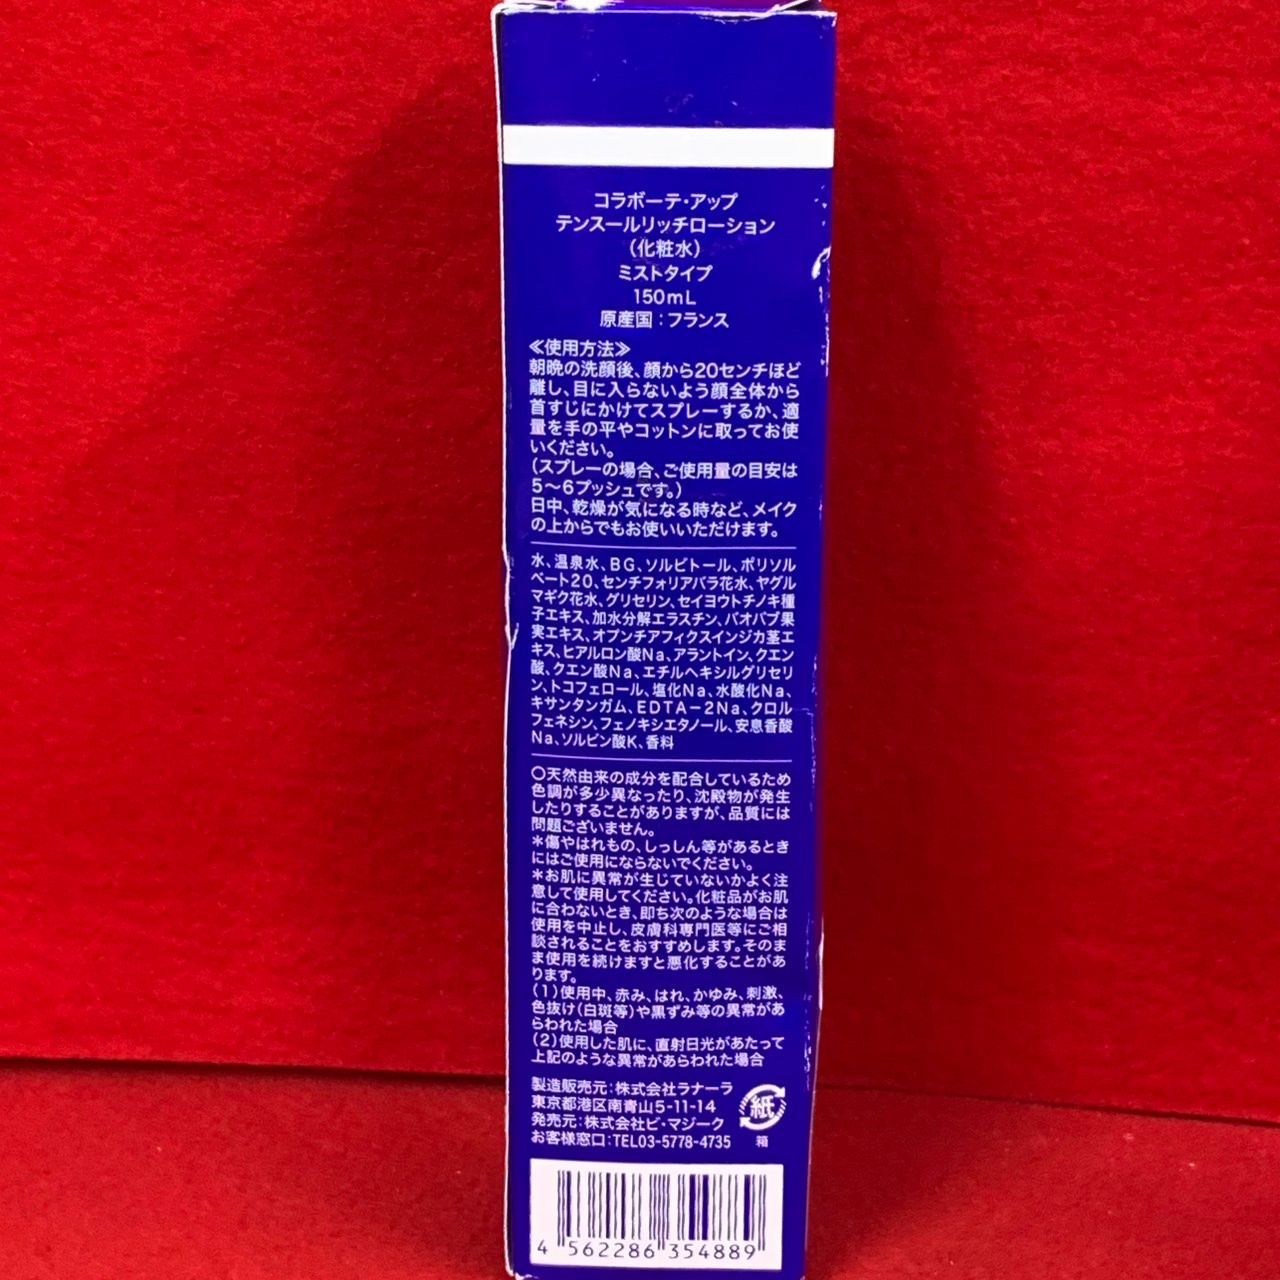 コラボーテ・アップ
テンスールリッチローション
（化粧水）
ミストタイプ
150mL
原産国：フランス
≪使用方法≫
朝晩の洗顔後、顔から20センチほど
離し、目に入らないよう顔全体から
首すじにかけてスプレーするか、適
量を手の平やコットンに取ってお使
いください。
（スプレーの場合、ご使用量の目安は
5～6プッシュです。）
日中、乾燥が気になる時など、メイク
の上からでもお使いいただけます。
水、温泉水、BG、ソルビトール、ポリソル
ベート20、センチフォリアバラ花水、ヤグル
マギク花水、グリセリン、セイヨウトチノキ種
子エキス、加水分解エラスチン、バオバブ果
実エキス、オプンチアフィクスインジカ茎エ
キス、ヒアルロン酸Na、アラントイン、クエン
酸、クエン酸Na、エチルヘキシルグリセリ
ン、トコフェロール、塩化Na、水酸化Na、
キサンタンガム、EDTA－2Na、クロル
フェネシン、フェノキシエタノール、安息香酸
Na、ソルビン酸K、香料
○天然由来の成分を配合しているため
色調が多少異なったり、沈殿物が発生
したりすることがありますが、品質には
問題ございません。
＊傷やはれもの、しっしん等があるとき
にはご使用にならないでください。
＊お肌に異常が生じていないかよく注
意して使用してください。化粧品がお肌
に合わないとき、即ち次のような場合は
使用を中止し、皮膚科専門医等にご相
談されることをおすすめします。そのま
ま使用を続けますと悪化することがあ
ります。
（1）使用中、赤み、はれ、かゆみ、刺激、
色抜け（白斑等）や黒ずみ等の異常があ
らわれた場合
（2）使用した肌に、直射日光があたって
上記のような異常があらわれた場合
製造販売元：株式会社ラナーラ
東京都港区南青山5-11-14
発売元：株式会社ピ・マジーク
お客様窓口：TEL03-5778-4735
紙
箱
4 562286 354889